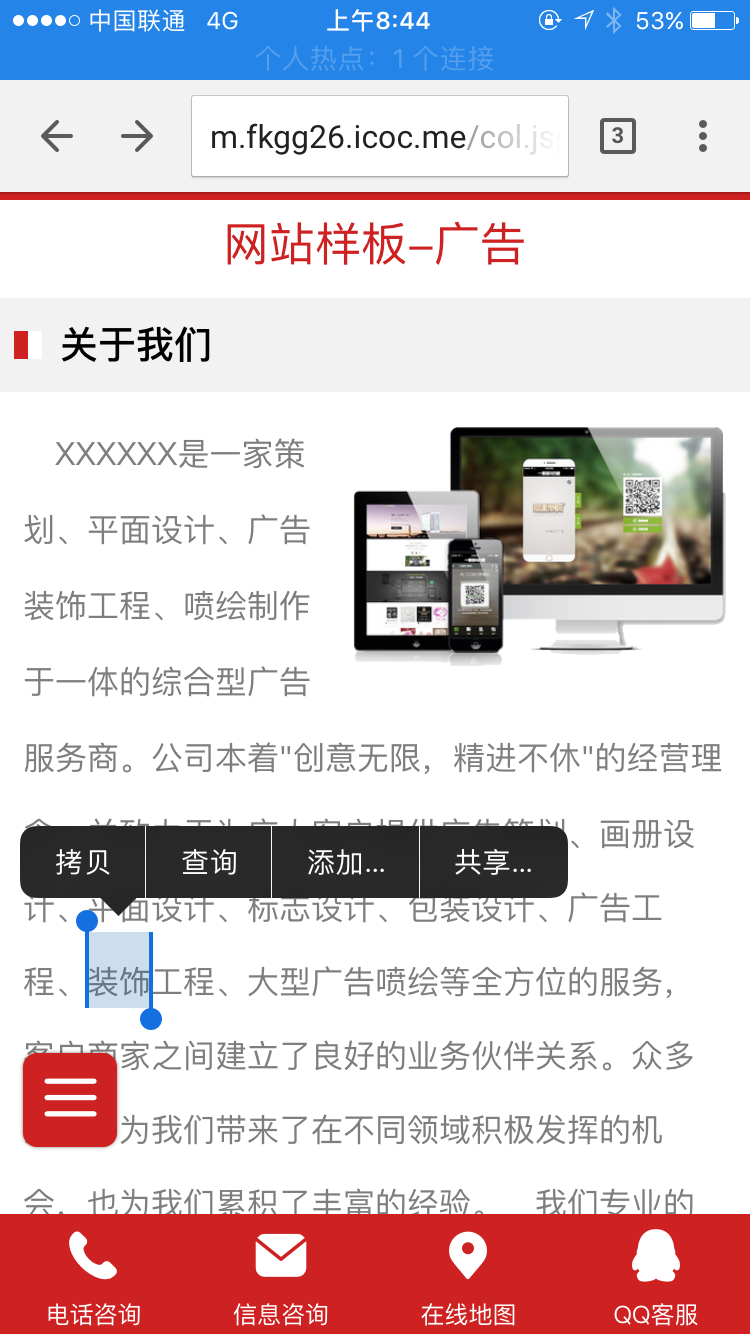 中国联通 4G 上午8:44 53%
个人热点：1 个连接
m.fkgg26.icoc.me/col.js
3
网站样板–广告
关于我们
XXXXXX是一家策
划、平面设计、广告
装饰工程、喷绘制作
于一体的综合型广告
服务商。公司本着"创意无限，精进不休"的经营理
、画册设
拷贝 查询 添加... 共享...
计、平面设计、标志设计、包装设计、广告工
程、装饰工程、大型广告喷绘等全方位的服务，
客户商家之间建立了良好的业务伙伴关系。众多
为我们带来了在不同领域积极发挥的机
会，也为我们累积了丰富的经验。 我们专业的
电话咨询 信息咨询 在线地图 QQ客服